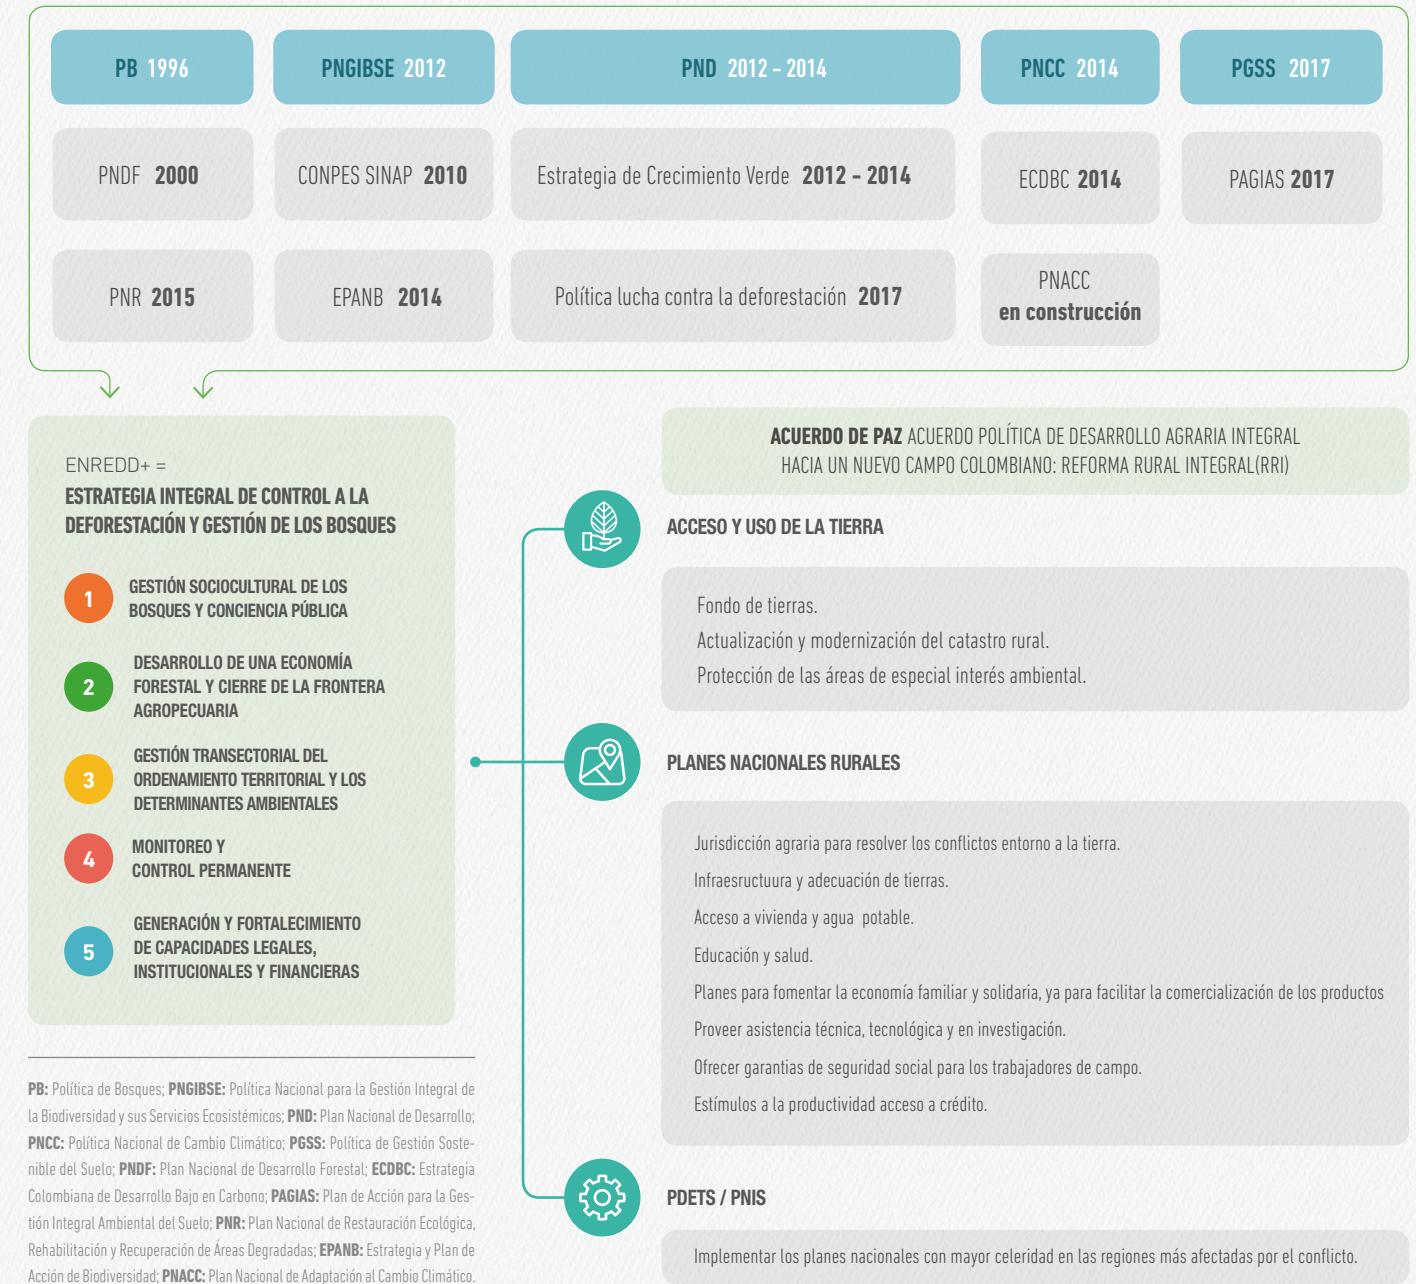 PB 1996
PNGIBSE 2012
PND 2012 - 2014
PNCC 2014
PGSS 2017
PNDF 2000
CONPES SINAP 2010
Estrategia de Crecimiento Verde 2012 - 2014
ECDBC 2014
PAGIAS 2017
PNR 2015
EPANB 2014
Política lucha contra la deforestación 2017
PNACC
en construcción
ENREDD+ =
ESTRATEGIA INTEGRAL DE CONTROL A LA
DEFORESTACIÓN Y GESTIÓN DE LOS BOSQUES
1
GESTIÓN SOCIOCULTURAL DE LOS
BOSQUES Y CONCIENCIA PÚBLICA
2
DESARROLLO DE UNA ECONOMÍA
FORESTAL Y CIERRE DE LA FRONTERA
AGROPECUARIA
3
GESTIÓN TRANSECTORIAL DEL
ORDENAMIENTO TERRITORIAL Y LOS
DETERMINANTES AMBIENTALES
4
MONITOREO Y
CONTROL PERMANENTE
5
GENERACIÓN Y FORTALECIMIENTO
DE CAPACIDADES LEGALES,
INSTITUCIONALES Y FINANCIERAS
PB: Política de Bosques; PNGIBSE: Política Nacional para la Gestión Integral de
la Biodiversidad y sus Servicios Ecosistémicos; PND: Plan Nacional de Desarrollo;
PNCC: Política Nacional de Cambio Climático; PGSS: Política de Gestión Soste-
nible del Suelo; PNDF: Plan Nacional de Desarrollo Forestal; ECDBC: Estrategia
Colombiana de Desarrollo Bajo en Carbono; PAGIAS: Plan de Acción para la Ges-
tión Integral Ambiental del Suelo; PNR: Plan Nacional de Restauración Ecológica,
Rehabilitación y Recuperación de Áreas Degradadas; EPANB: Estrategia y Plan de
Acción de Biodiversidad; PNACC: Plan Nacional de Adaptación al Cambio Climático.
ACUERDO DE PAZ ACUERDO POLÍTICA DE DESARROLLO AGRARIA INTEGRAL
HACIA UN NUEVO CAMPO COLOMBIANO: REFORMA RURAL INTEGRAL(RRI)
ACCESO Y USO DE LA TIERRA
Fondo de tierras.
Actualización y modernización del catastro rural.
Protección de las áreas de especial interés ambiental.
PLANES NACIONALES RURALES
Jurisdicción agraria para resolver los conflictos entorno a la tierra.
Infraesructuura y adecuación de tierras.
Acceso a vivienda y agua potable.
Educación y salud.
Planes para fomentar la economía familiar y solidaria, ya para facilitar la comercialización de los productos
Proveer asistencia técnica, tecnológica y en investigación.
Ofrecer garantias de seguridad social para los trabajadores de campo.
Estímulos a la productividad acceso a crédito.
PDETS / PNIS
Implementar los planes nacionales con mayor celeridad en las regiones más afectadas por el conflicto.